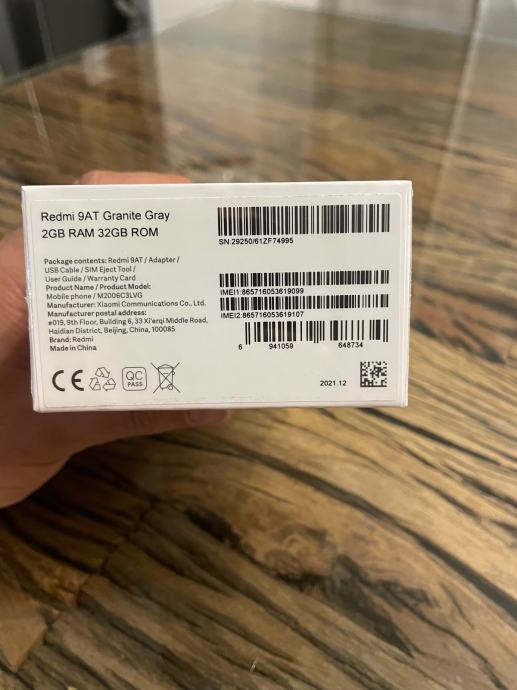 Redmi 9AT Granite Gray
2GB RAM 32GB ROM
Package contents: Redmi 9AT / Adapter /
USB Cable / SIM Eject Tool /
User Guide / Warranty Card
Product Name / Product Model:
Mobile phone / M2006C3LVG
Manufacturer: Xiaomi Communications Co., Ltd.
Manufacturer postal address:
#019, 9th Floor, Building 6, 33 Xi'erqi Middle Road,
Haidian District, Beijing, China, 100085
Brand: Redmi
Made in China
CE
QC
PASS
SN:29250/61ZF74995
IMEI1:865716053619099
IMEI2:865716053619107
6 941059 648734
2021.12